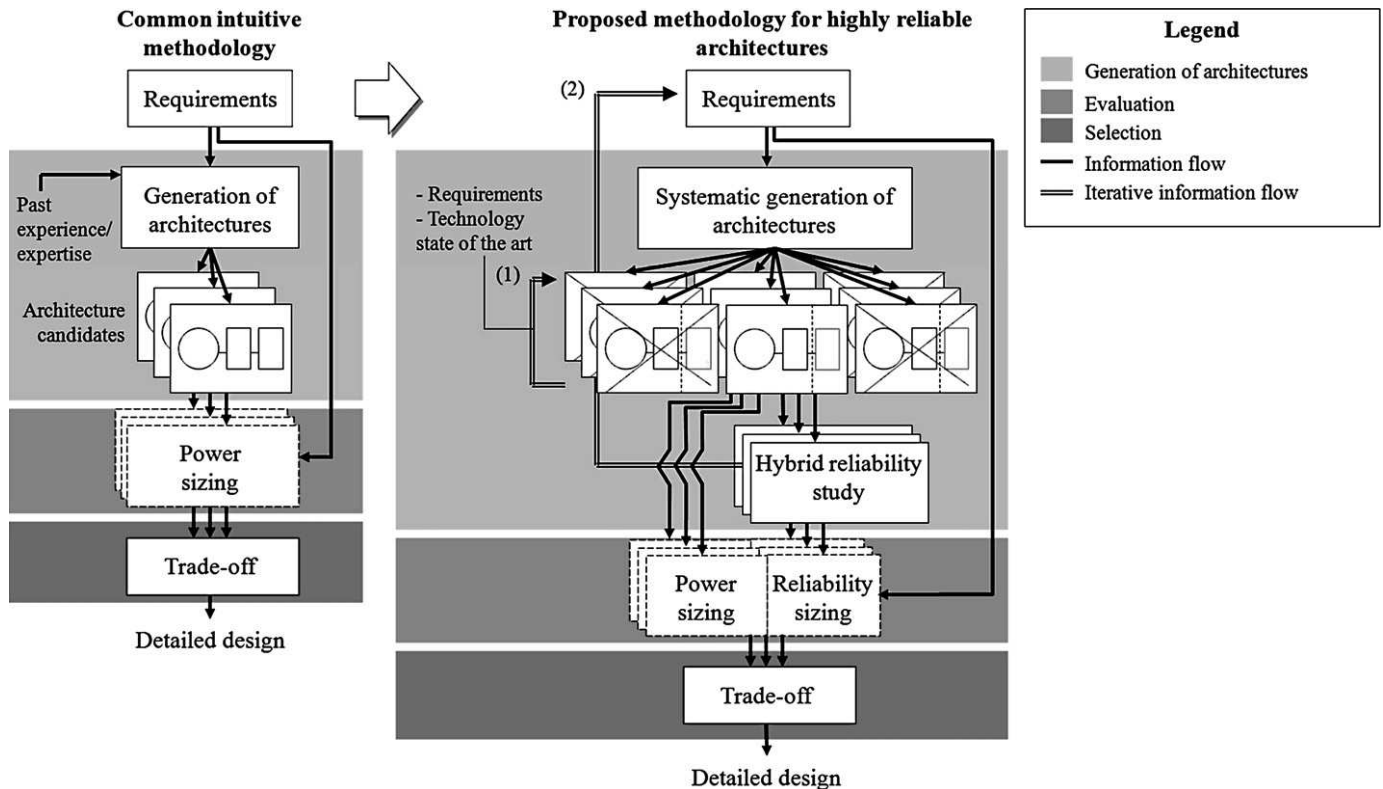 Common intuitive
methodology
Requirements
Past
experience/
expertise
Generation of
architectures
Architecture
candidates
Power
sizing
Trade-off
Detailed design
Proposed methodology for highly reliable
architectures
(2)
Requirements
- Requirements
- Technology
state of the art
Systematic generation of
architectures
(1)
Hybrid reliability
study
Power
sizing
Reliability
sizing
Trade-off
Detailed design
Legend
Generation of architectures
Evaluation
Selection
Information flow
Iterative information flow